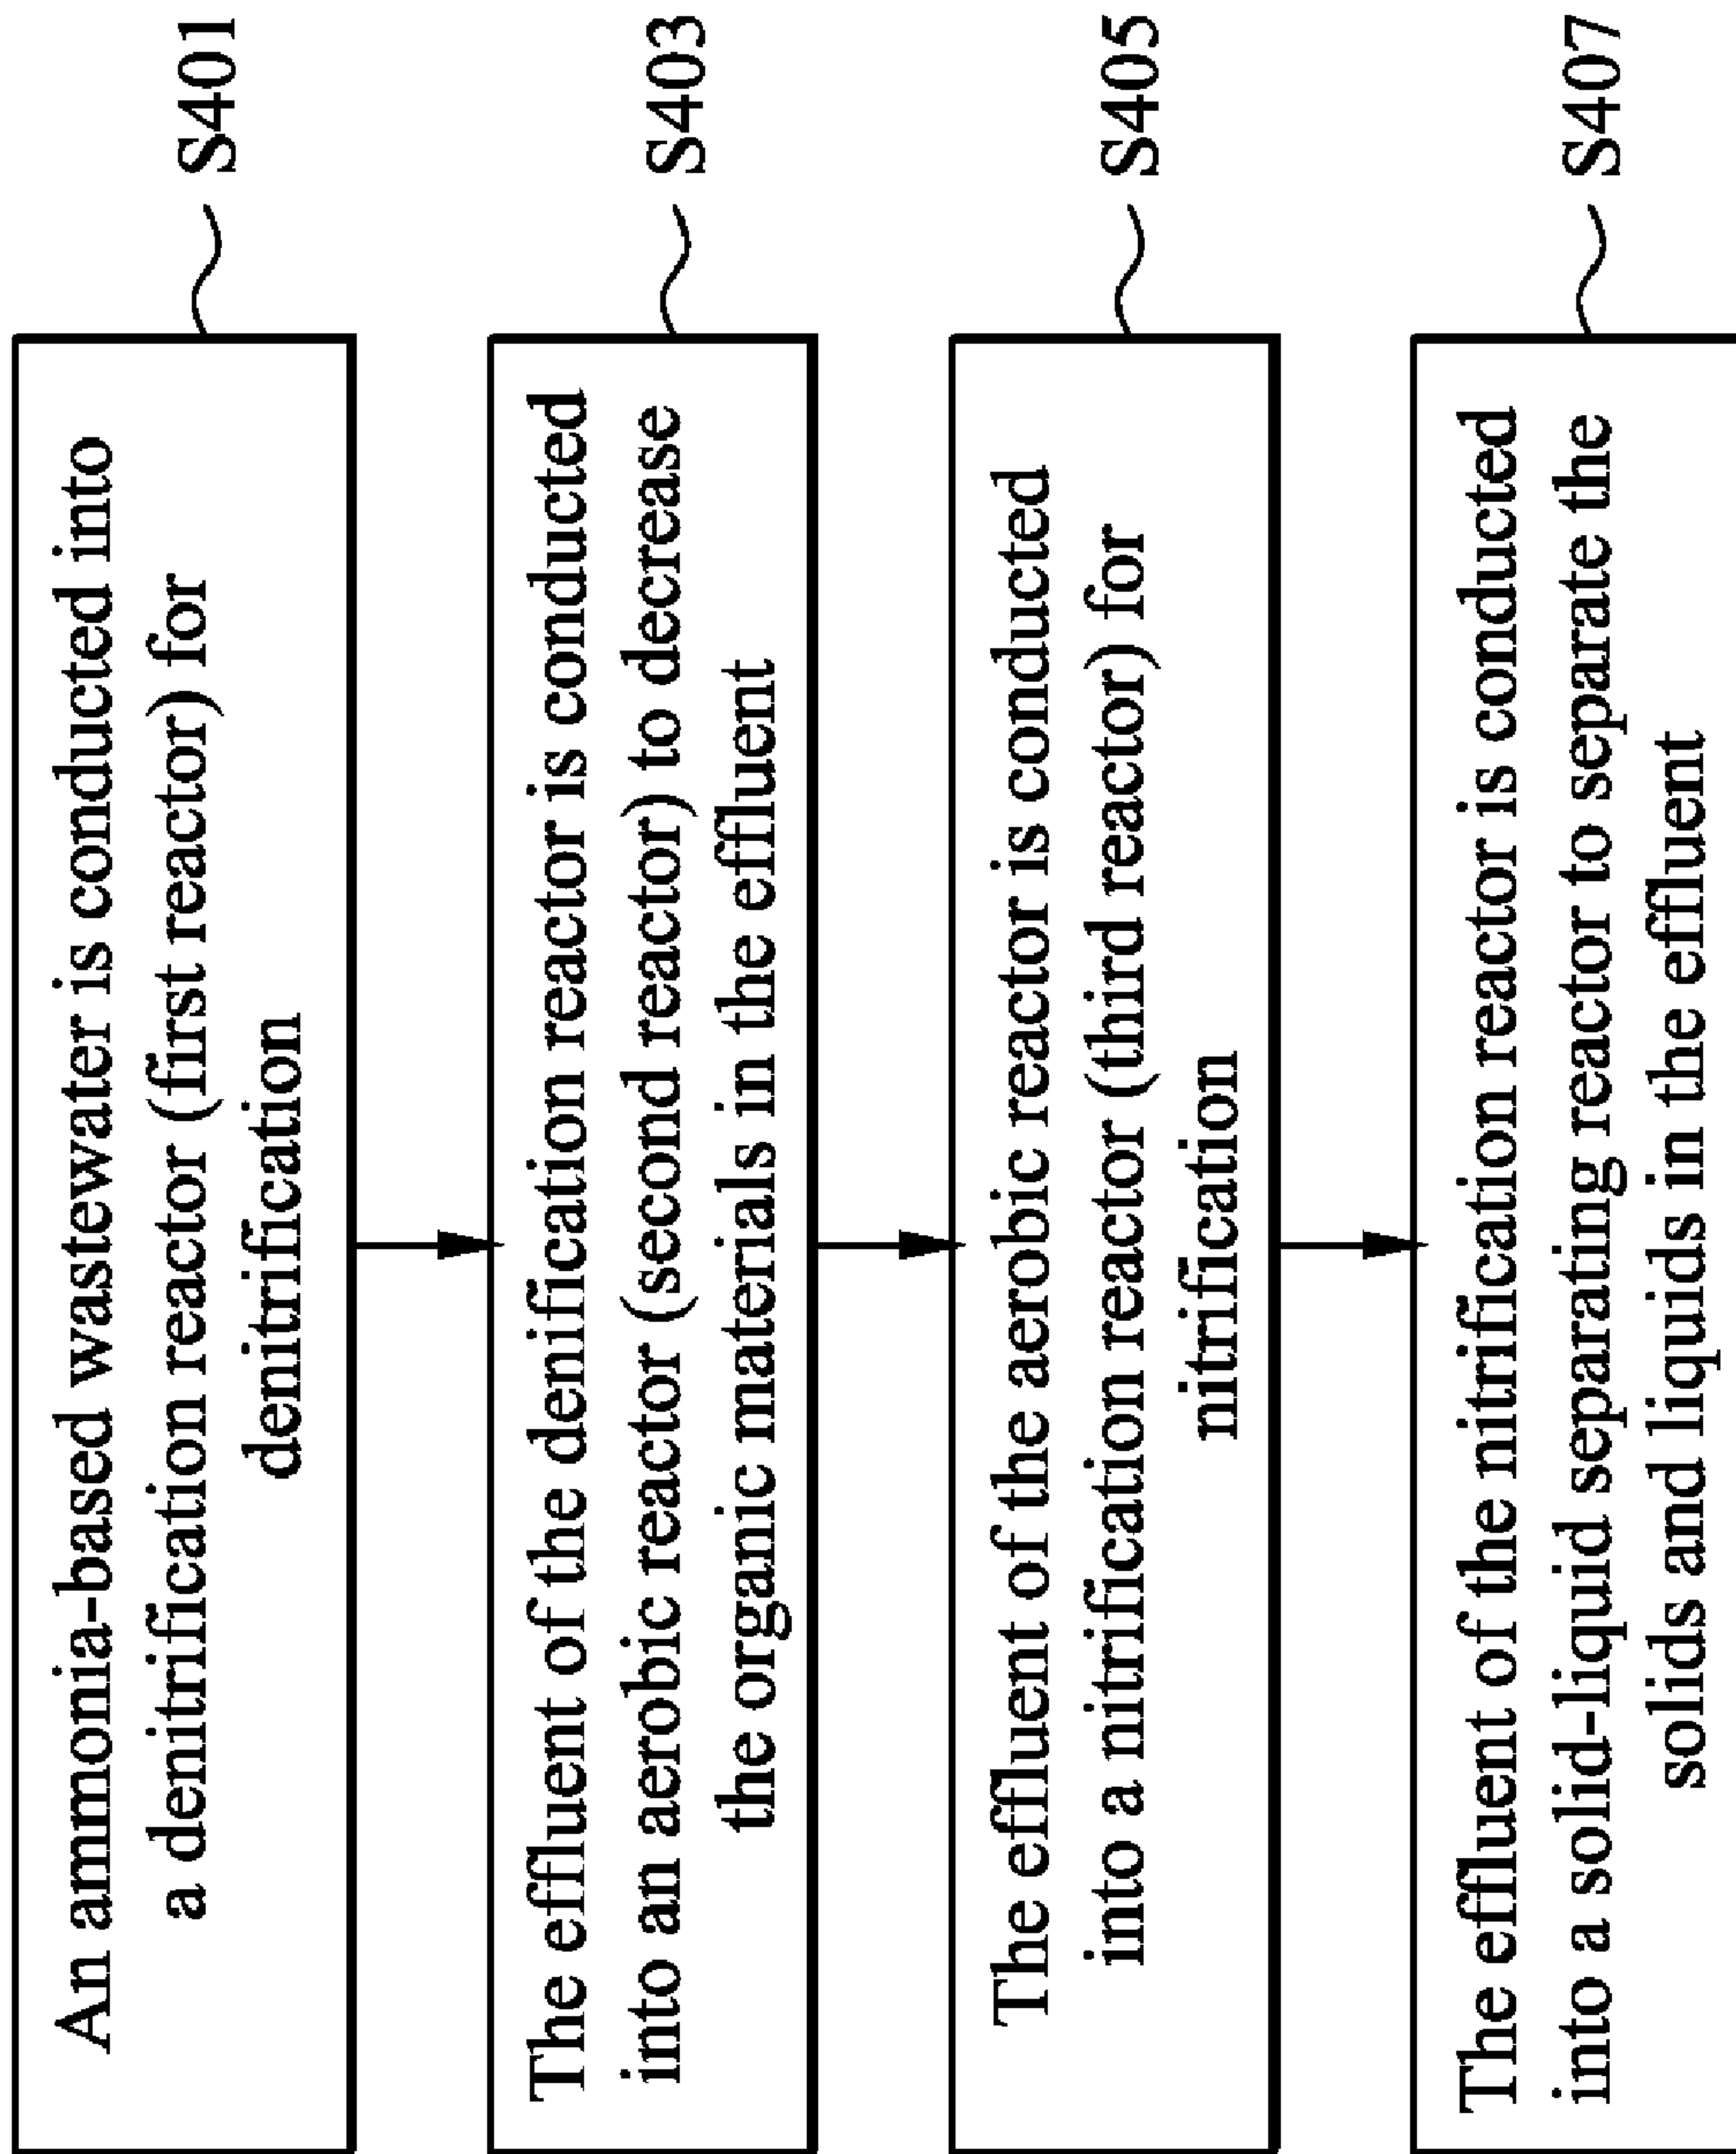 An ammonia-based wastewater is conducted into
a denitrification reactor (first reactor) for
denitrification
S401
The effluent of the denification reactor is conducted
into an aerobic reactor (second reactor) to decrease
the organic materials in the effluent
S403
The effluent of the aerobic reactor is conducted
into a nitrification reactor (third reactor) for
nitrification
S405
The effluent of the nitrification reactor is conducted
into a solid-liquid separating reactor to separate the
solids and liquids in the effluent
S407